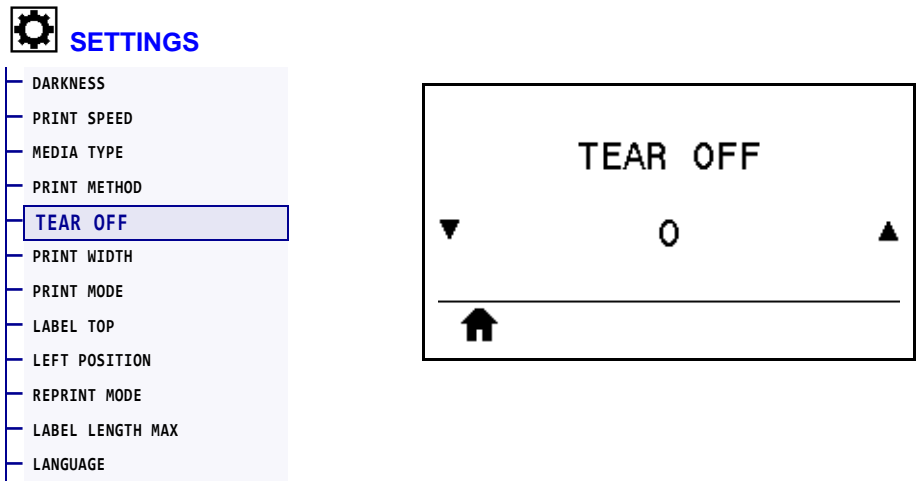 SETTINGS
DARKNESS
PRINT SPEED
MEDIA TYPE
PRINT METHOD
TEAR OFF
PRINT WIDTH
PRINT MODE
LABEL TOP
LEFT POSITION
REPRINT MODE
LABEL LENGTH MAX
LANGUAGE
TEAR OFF
0